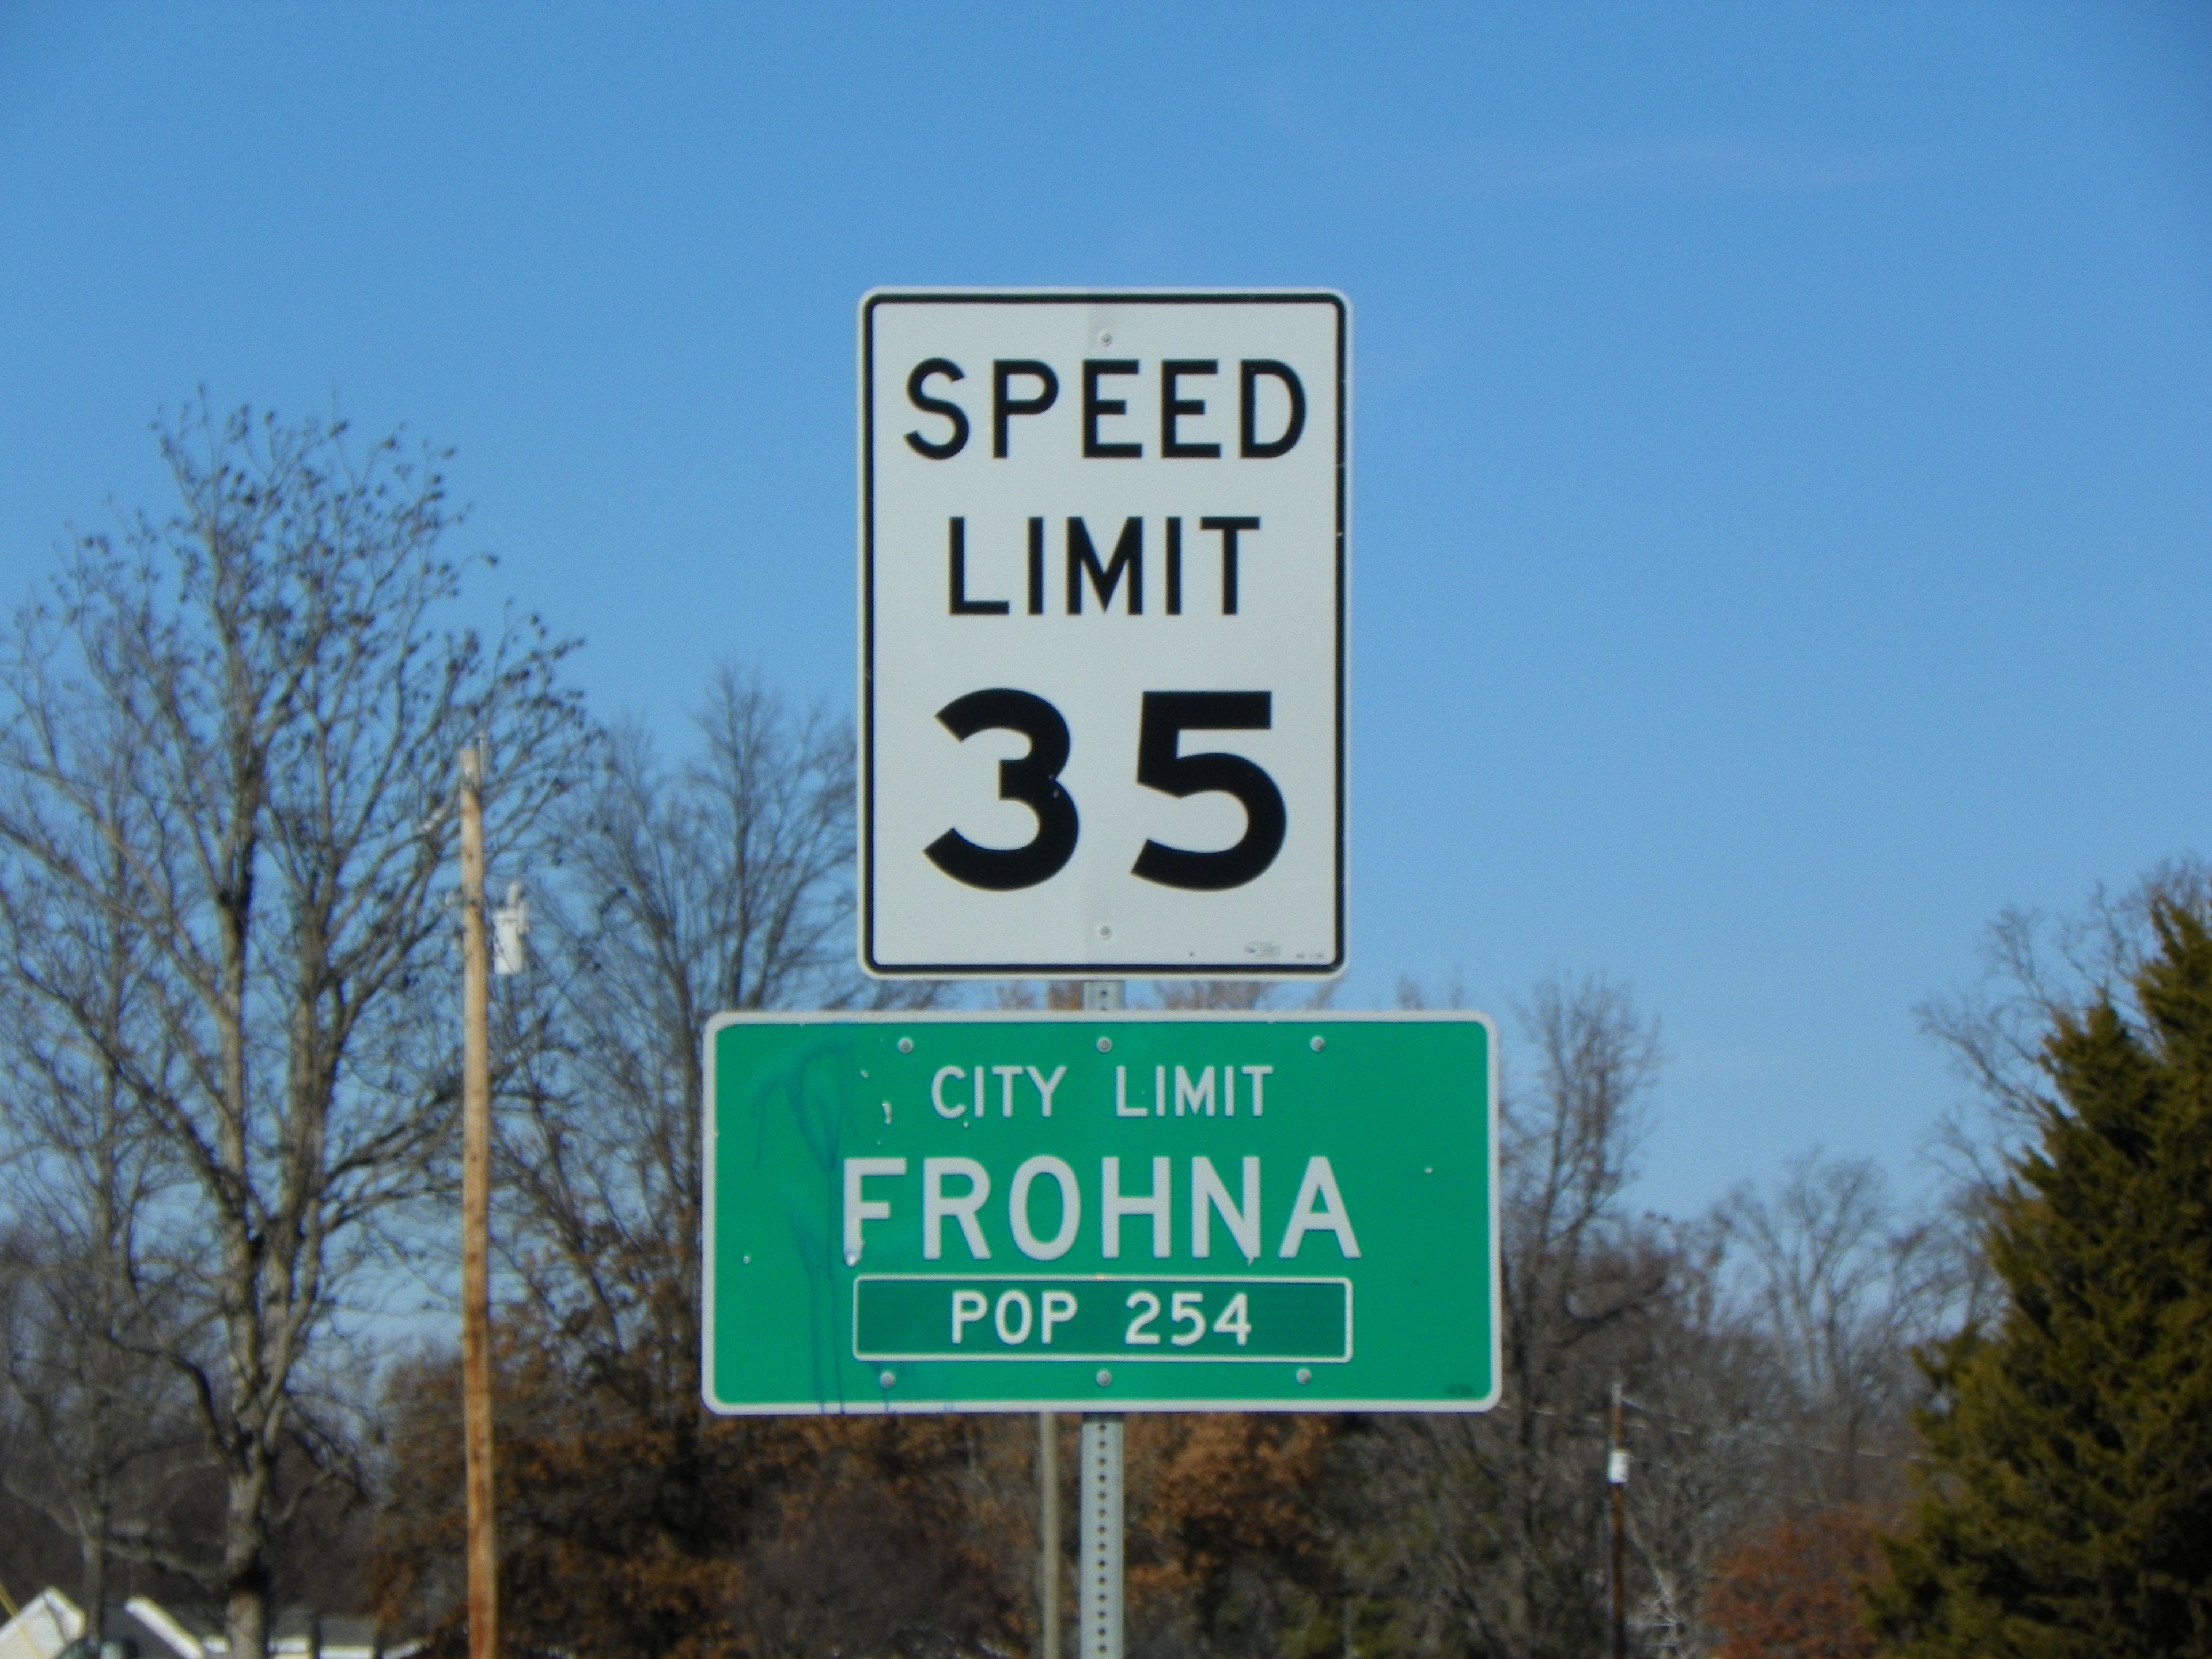 SPEED
LIMIT
35
CITY LIMIT
FROHNA
POP 254